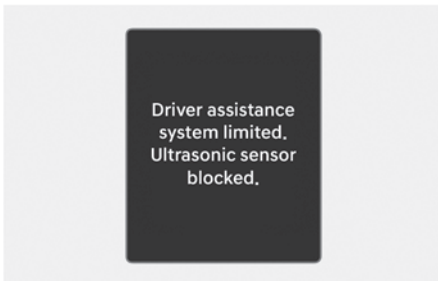 Driver assistance
system limited.
Ultrasonic sensor
blocked.